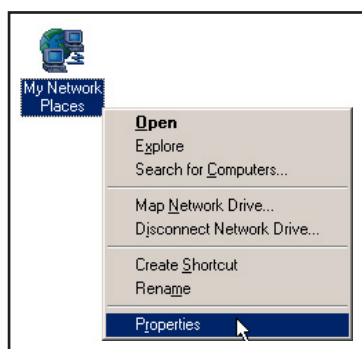 My Network
Places
Open
Explore
Search for Computers...
Map Network Drive...
Disconnect Network Drive...
Create Shortcut
Rename
Properties